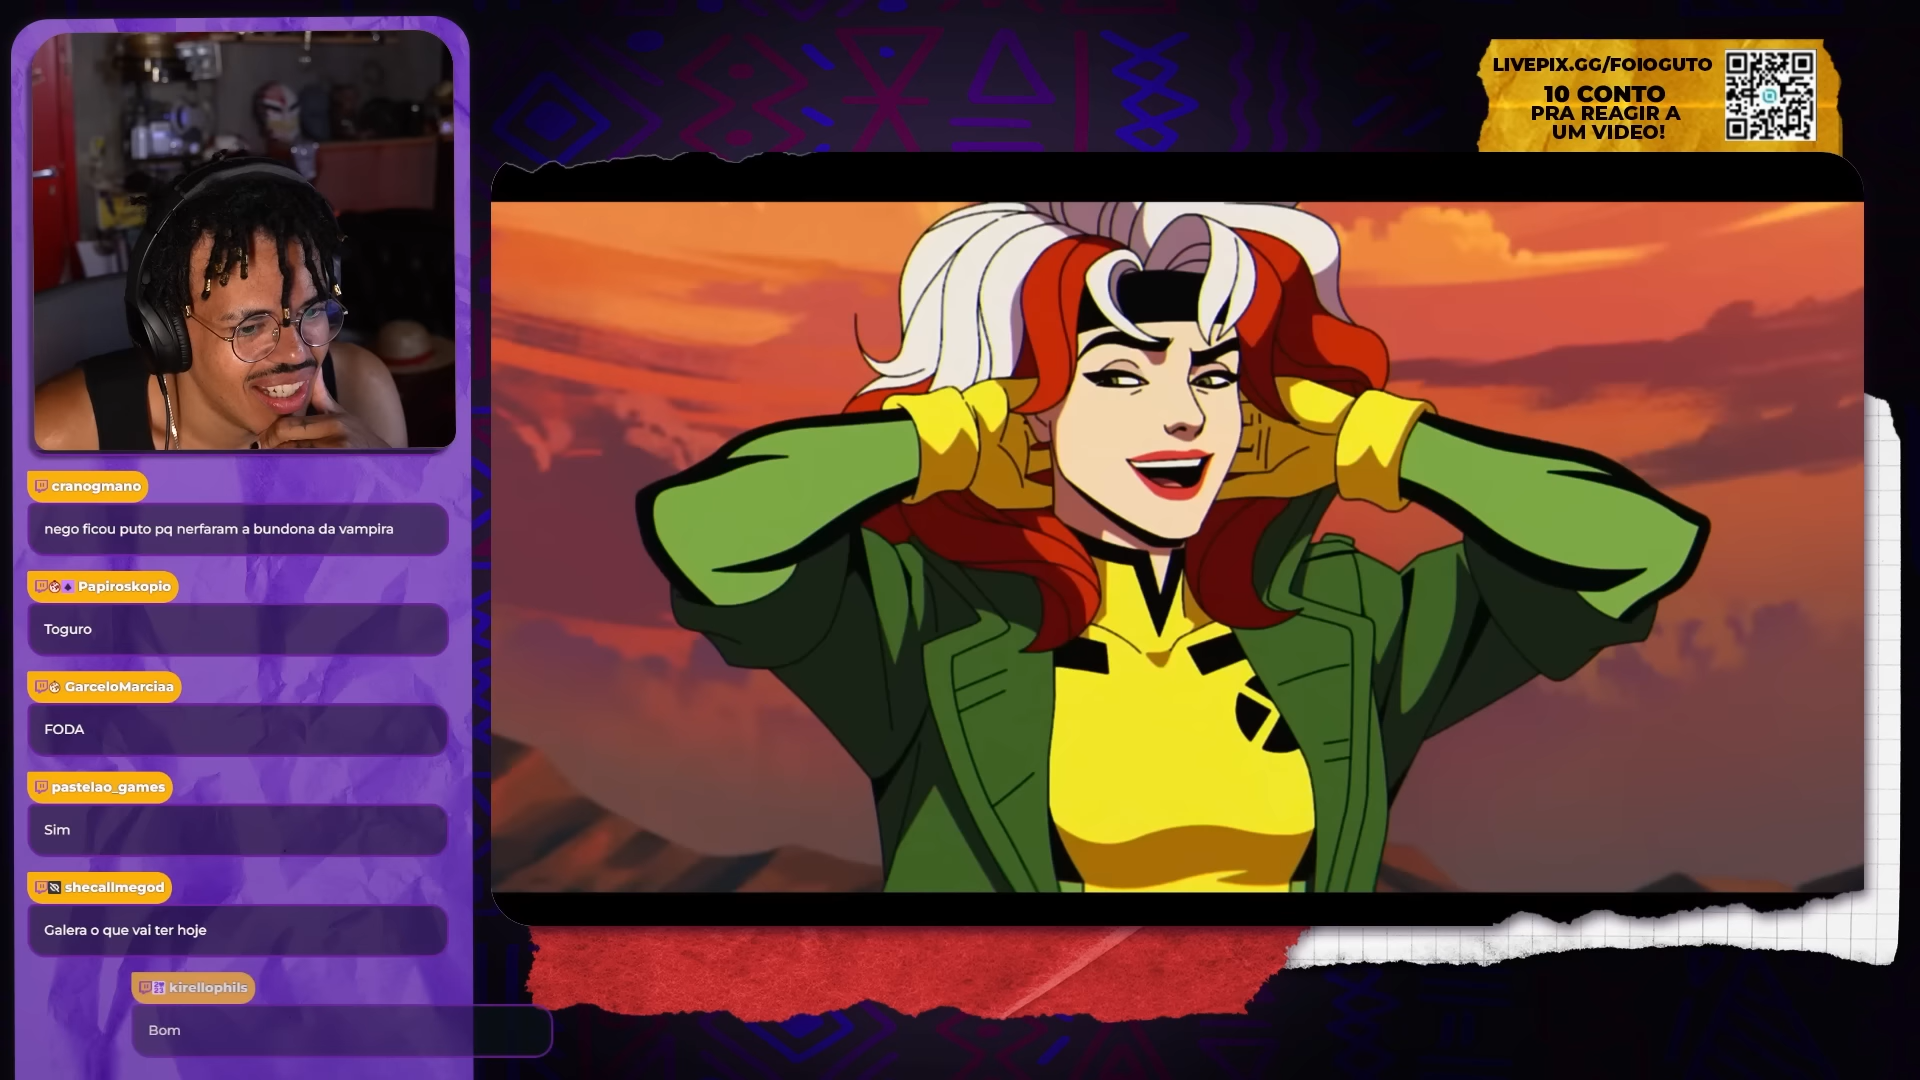 LIVEPIX.GG/FOIOGUTO
10 CONTO
PRA REAGIR A
UM VIDEO!
cranogmano
nego ficou puto pq nerfaram a bundona da vampira
Papiroskopio
Toguro
GarceloMarciaa
FODA
pastelao_games
Sim
shecallmegod
Galera o que vai ter hoje
kirellophils
Bom